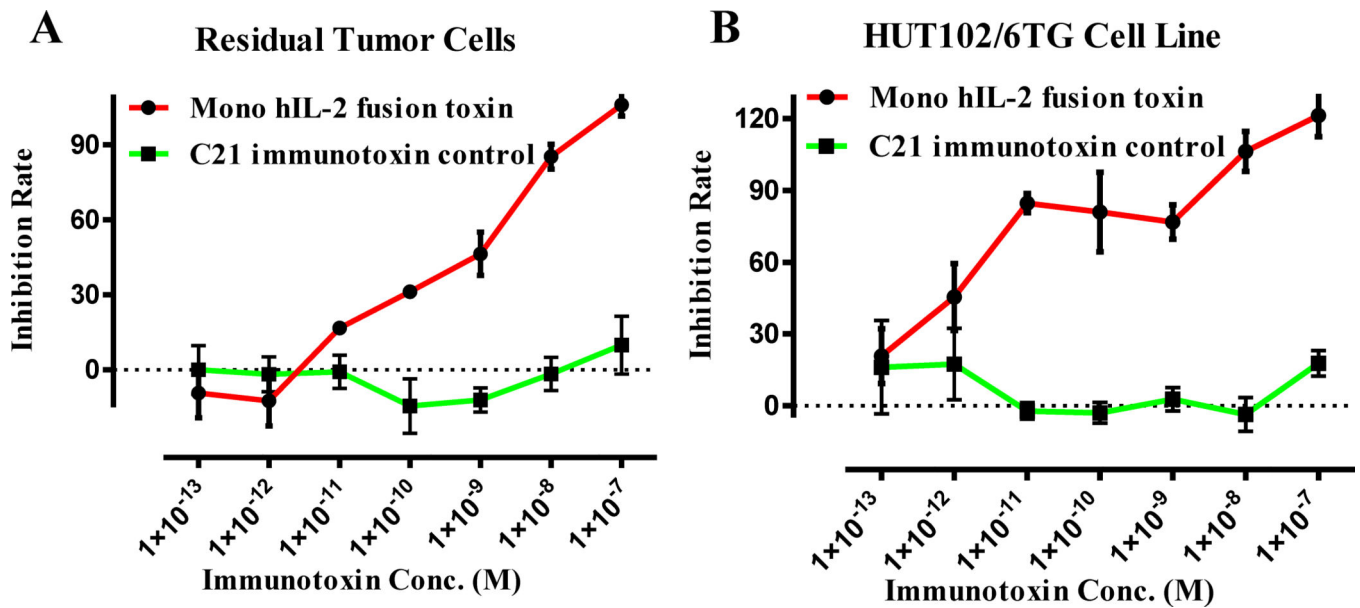 A
Residual Tumor Cells
Mono hIL-2 fusion toxin
C21 immunotoxin control
Inhibition Rate
90
60
30
0
1×10⁻¹³
1×10⁻¹²
1×10⁻¹¹
1×10⁻¹⁰
1×10⁻⁹
1×10⁻⁸
1×10⁻⁷
Immunotoxin Conc. (M)
B
HUT102/6TG Cell Line
Mono hIL-2 fusion toxin
C21 immunotoxin control
Inhibition Rate
120
90
60
30
0
1×10⁻¹³
1×10⁻¹²
1×10⁻¹¹
1×10⁻¹⁰
1×10⁻⁹
1×10⁻⁸
1×10⁻⁷
Immunotoxin Conc. (M)